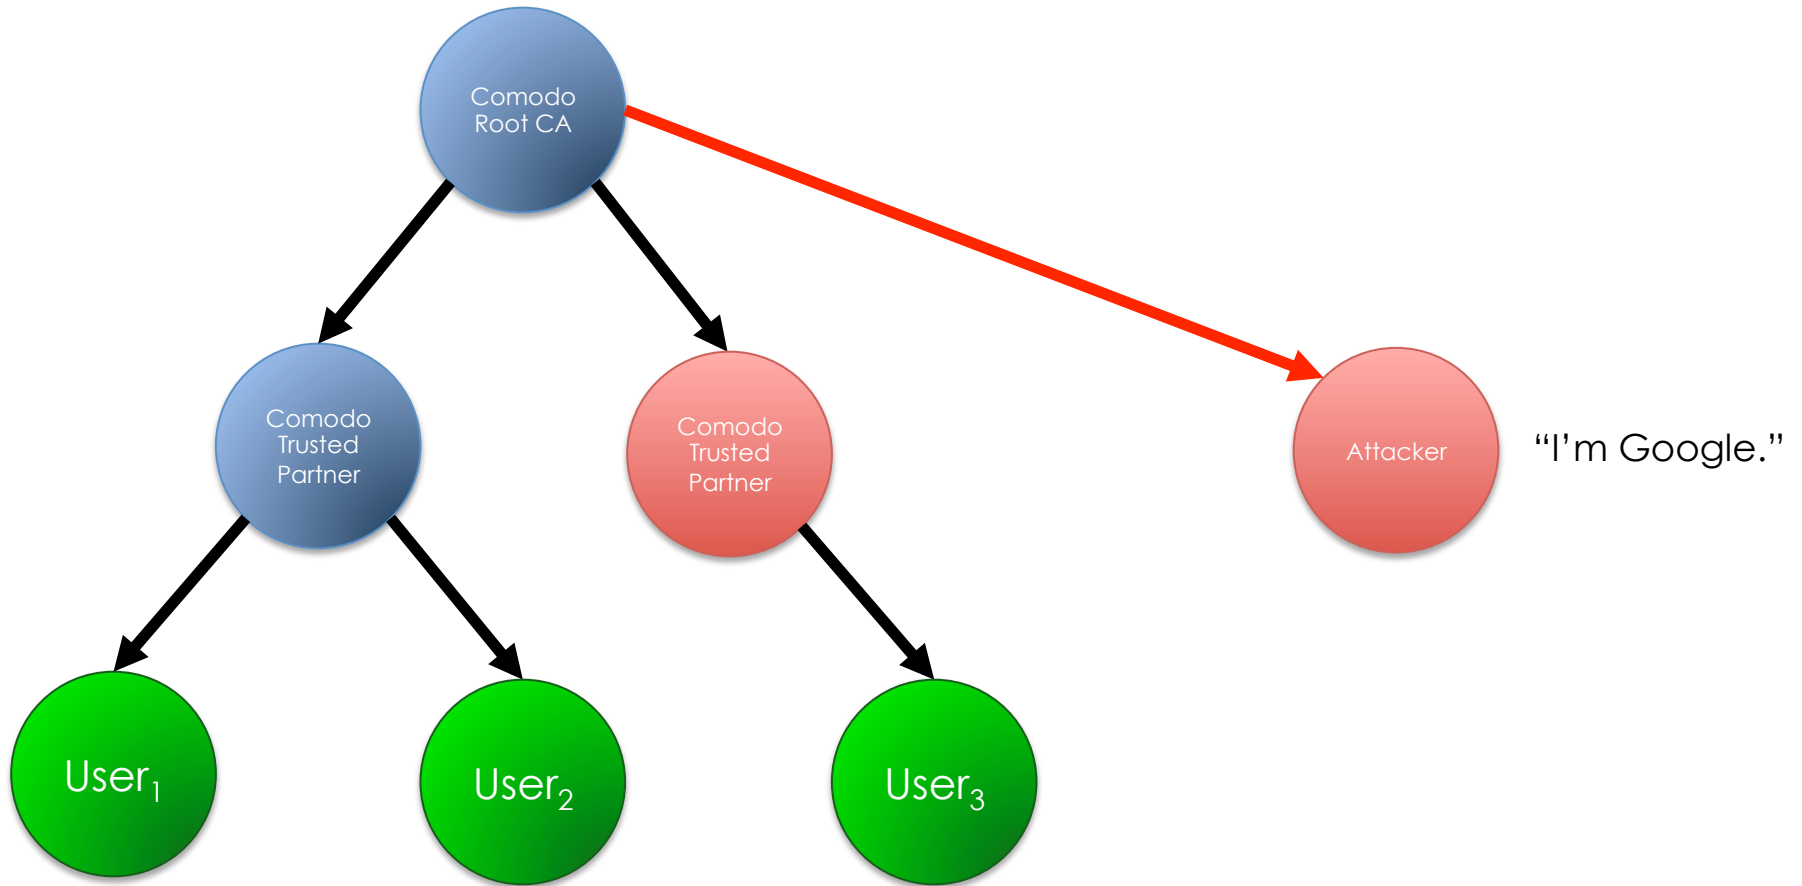 Comodo
Root CA
Comodo
Trusted
Partner
Comodo
Trusted
Partner
Attacker
“I’m Google.”
User₁
User₂
User₃